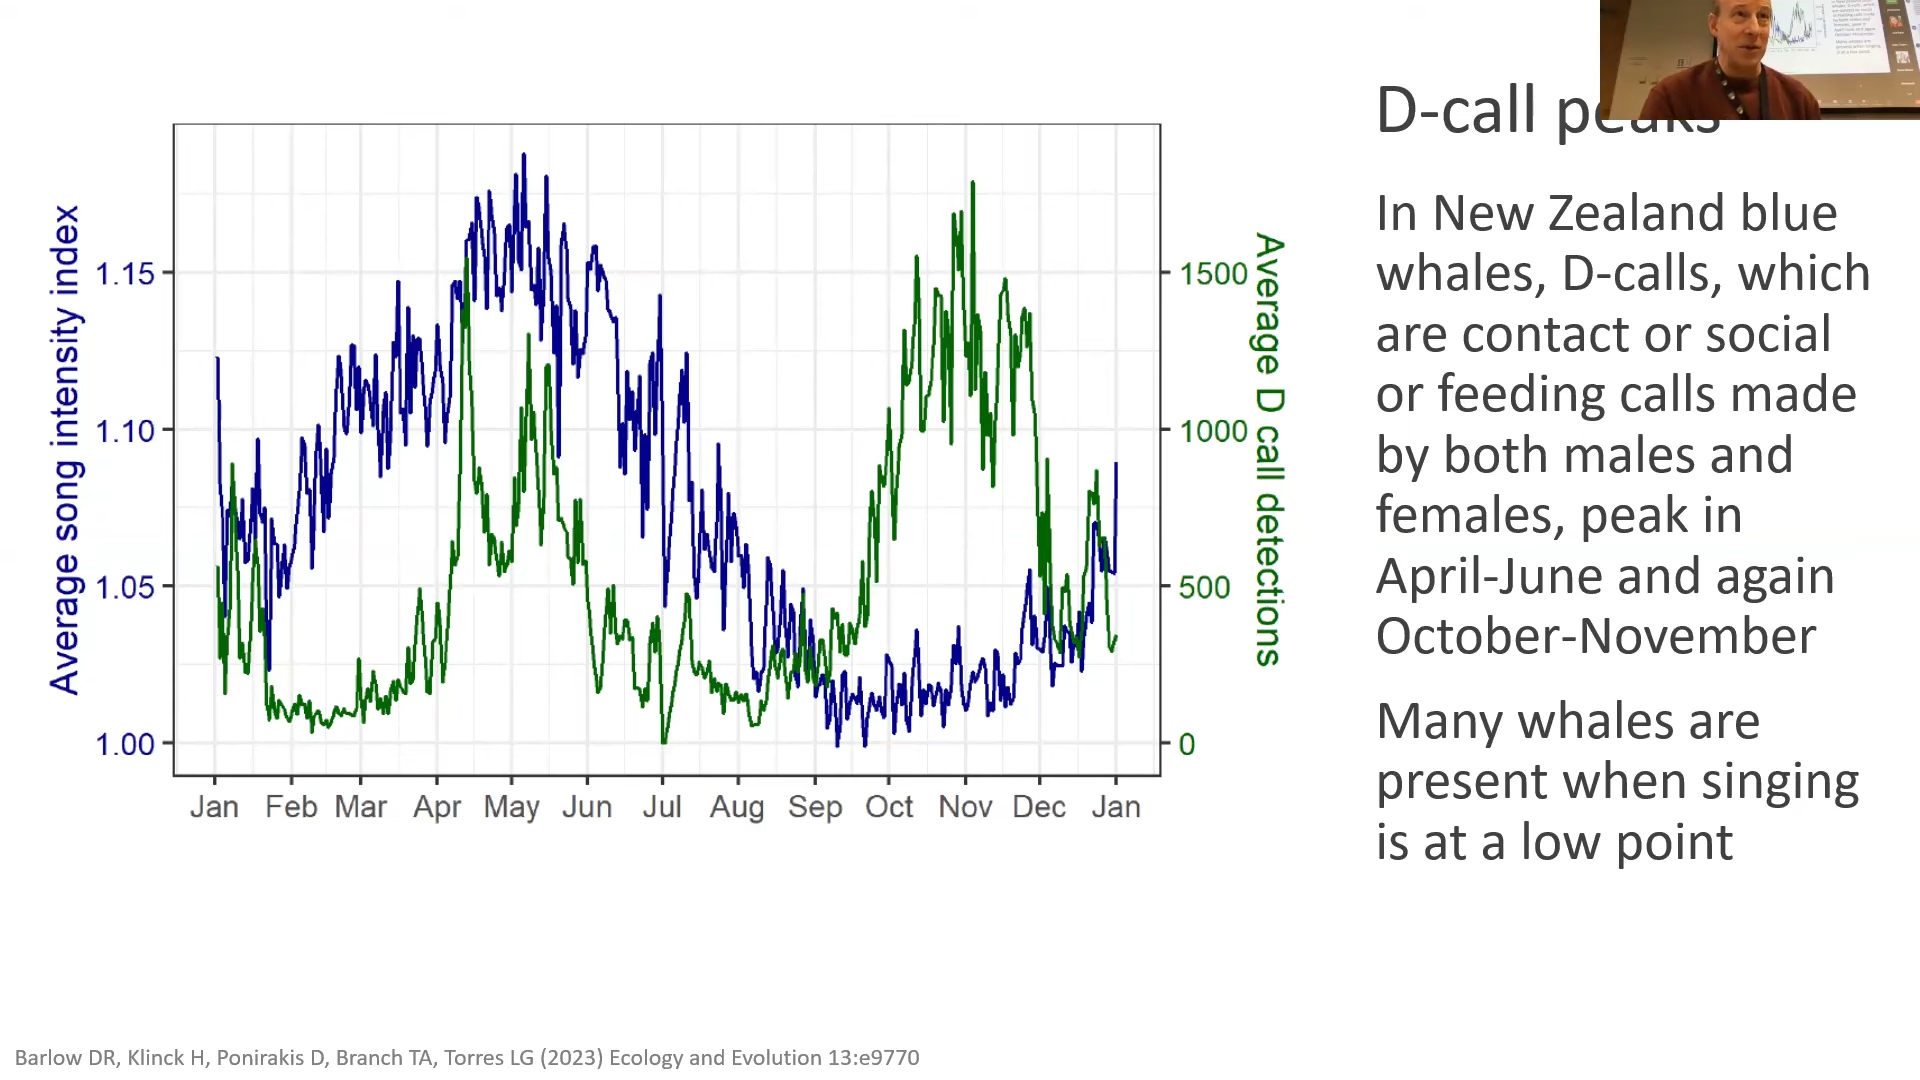 D-call peaks
In New Zealand blue
whales, D-calls, which
are contact or social
or feeding calls made
by both males and
females, peak in
April-June and again
October-November
Many whales are
present when singing
is at a low point
Average song intensity index
1.15
1.10
1.05
1.00
Average D call detections
1500
1000
500
0
Jan Feb Mar Apr May Jun Jul Aug Sep Oct Nov Dec Jan
Barlow DR, Klinck H, Ponirakis D, Branch TA, Torres LG (2023) Ecology and Evolution 13:e9770